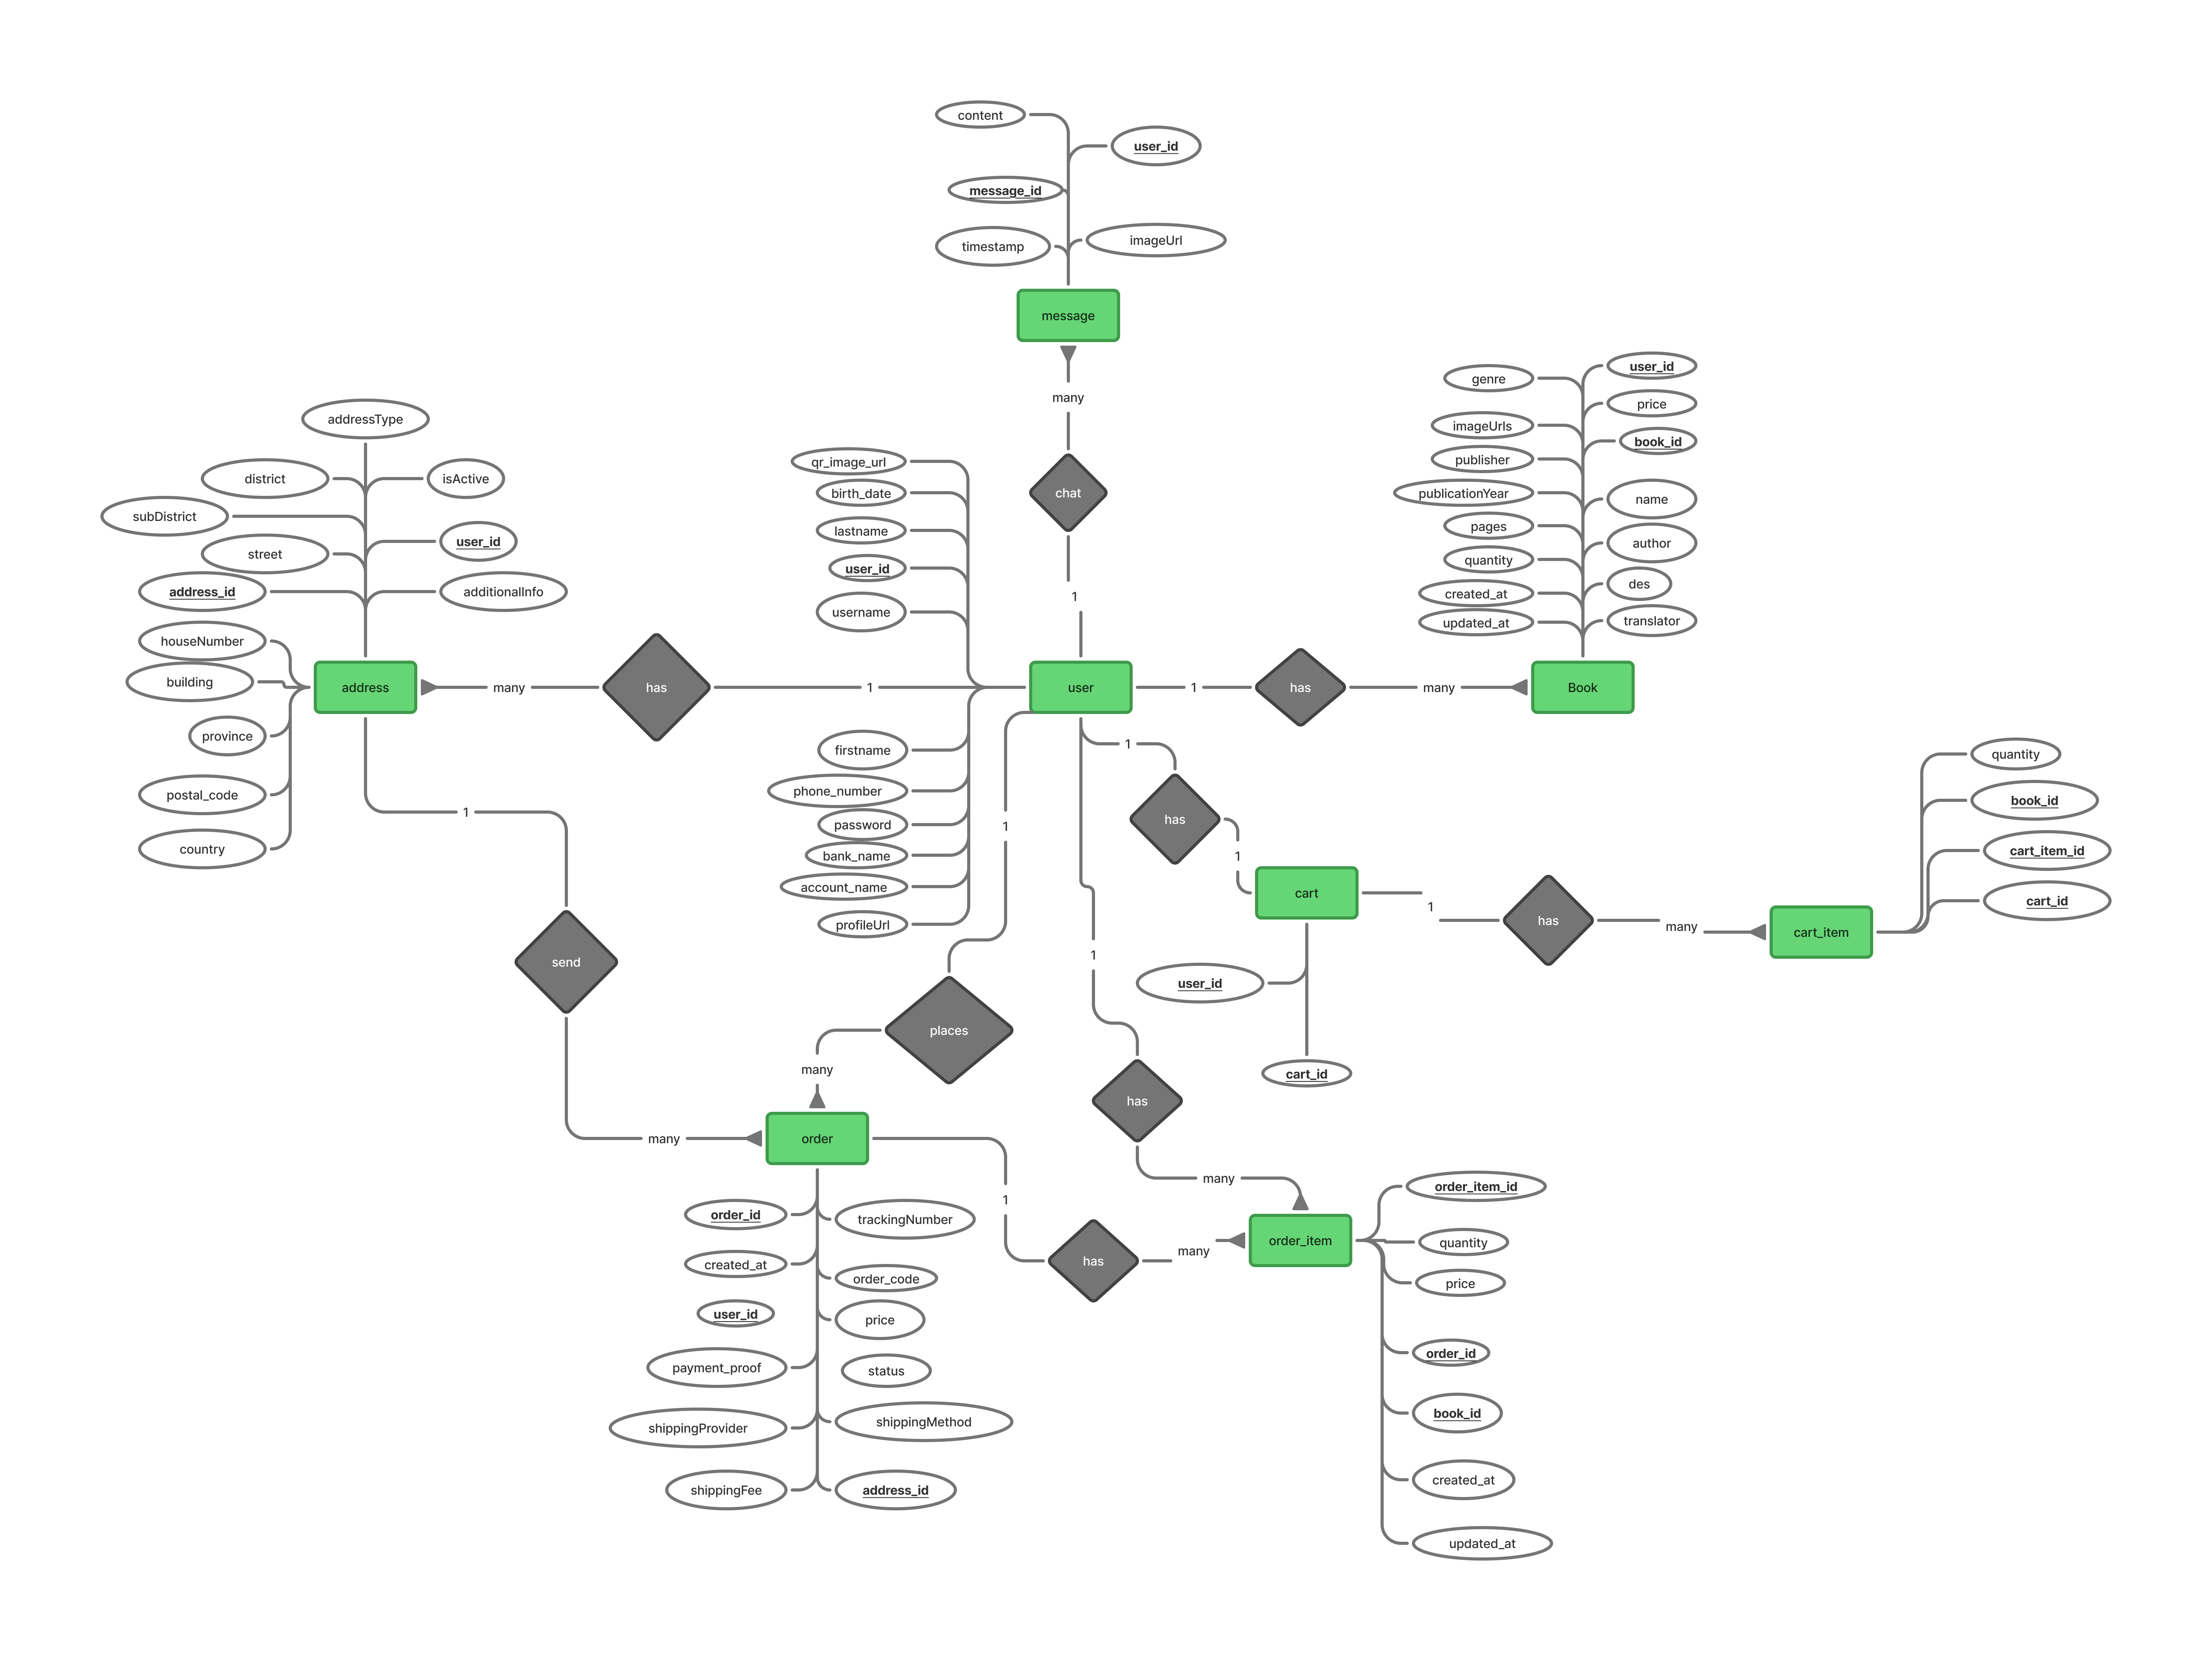 content
user_id
message_id
timestamp
imageUrl
message
many
chat
1
addressType
district
isActive
subDistrict
street
user_id
address_id
additionalInfo
houseNumber
building
province
postal_code
country
address
many
has
1
qr_image_url
birth_date
lastname
user_id
username
firstname
phone_number
password
bank_name
account_name
profileUrl
user
1
has
many
Book
genre
user_id
imageUrls
price
publisher
book_id
publicationYear
name
pages
author
quantity
des
created_at
translator
updated_at
1
has
1
cart
user_id
cart_id
1
has
many
cart_item
quantity
book_id
cart_item_id
cart_id
1
send
many
1
places
many
order
order_id
trackingNumber
created_at
order_code
user_id
price
payment_proof
status
shippingProvider
shippingMethod
shippingFee
address_id
1
has
many
1
has
many
order_item
order_item_id
quantity
price
order_id
book_id
created_at
updated_at